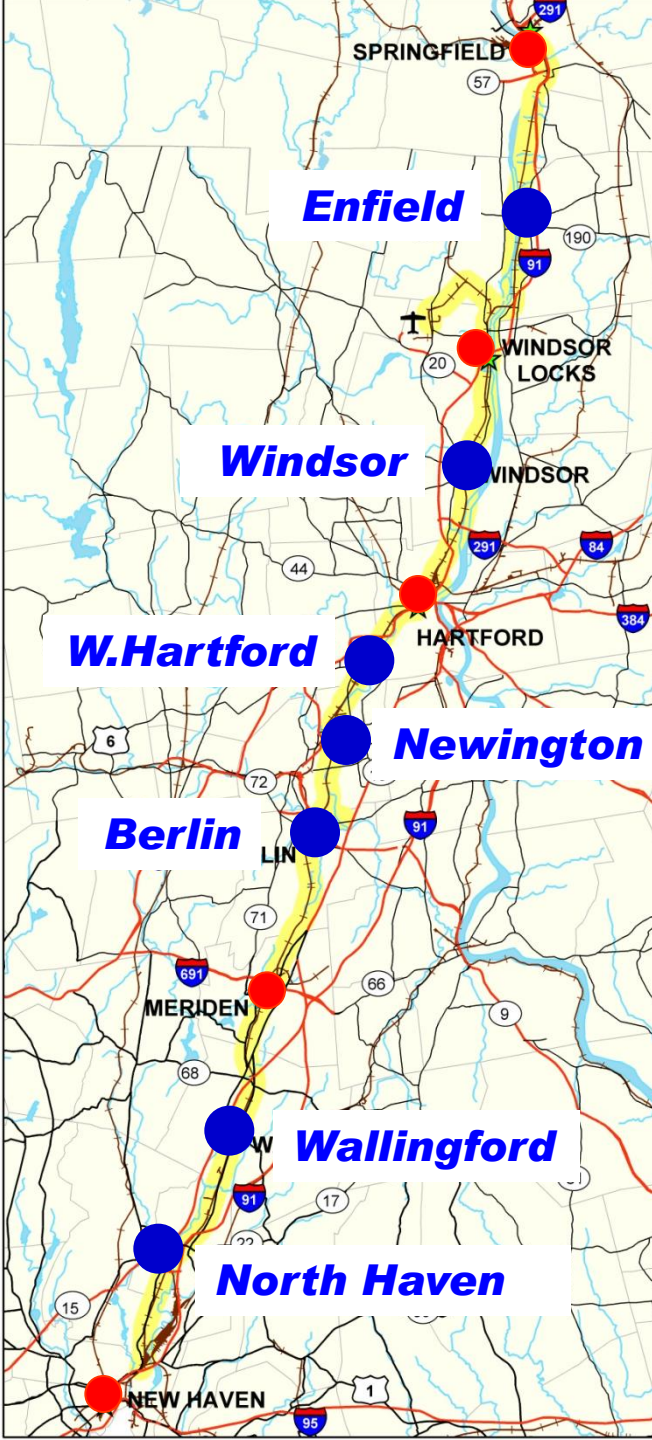 291
SPRINGFIELD
57
Enfield
190
91
WINDSOR
LOCKS
20
Windsor
WINDSOR
291
84
44
384
HARTFORD
W.Hartford
6
Newington
72
Berlin
91
LIN
71
691
66
MERIDEN
9
68
W
Wallingford
91
17
22
North Haven
15
1
NEW HAVEN
95